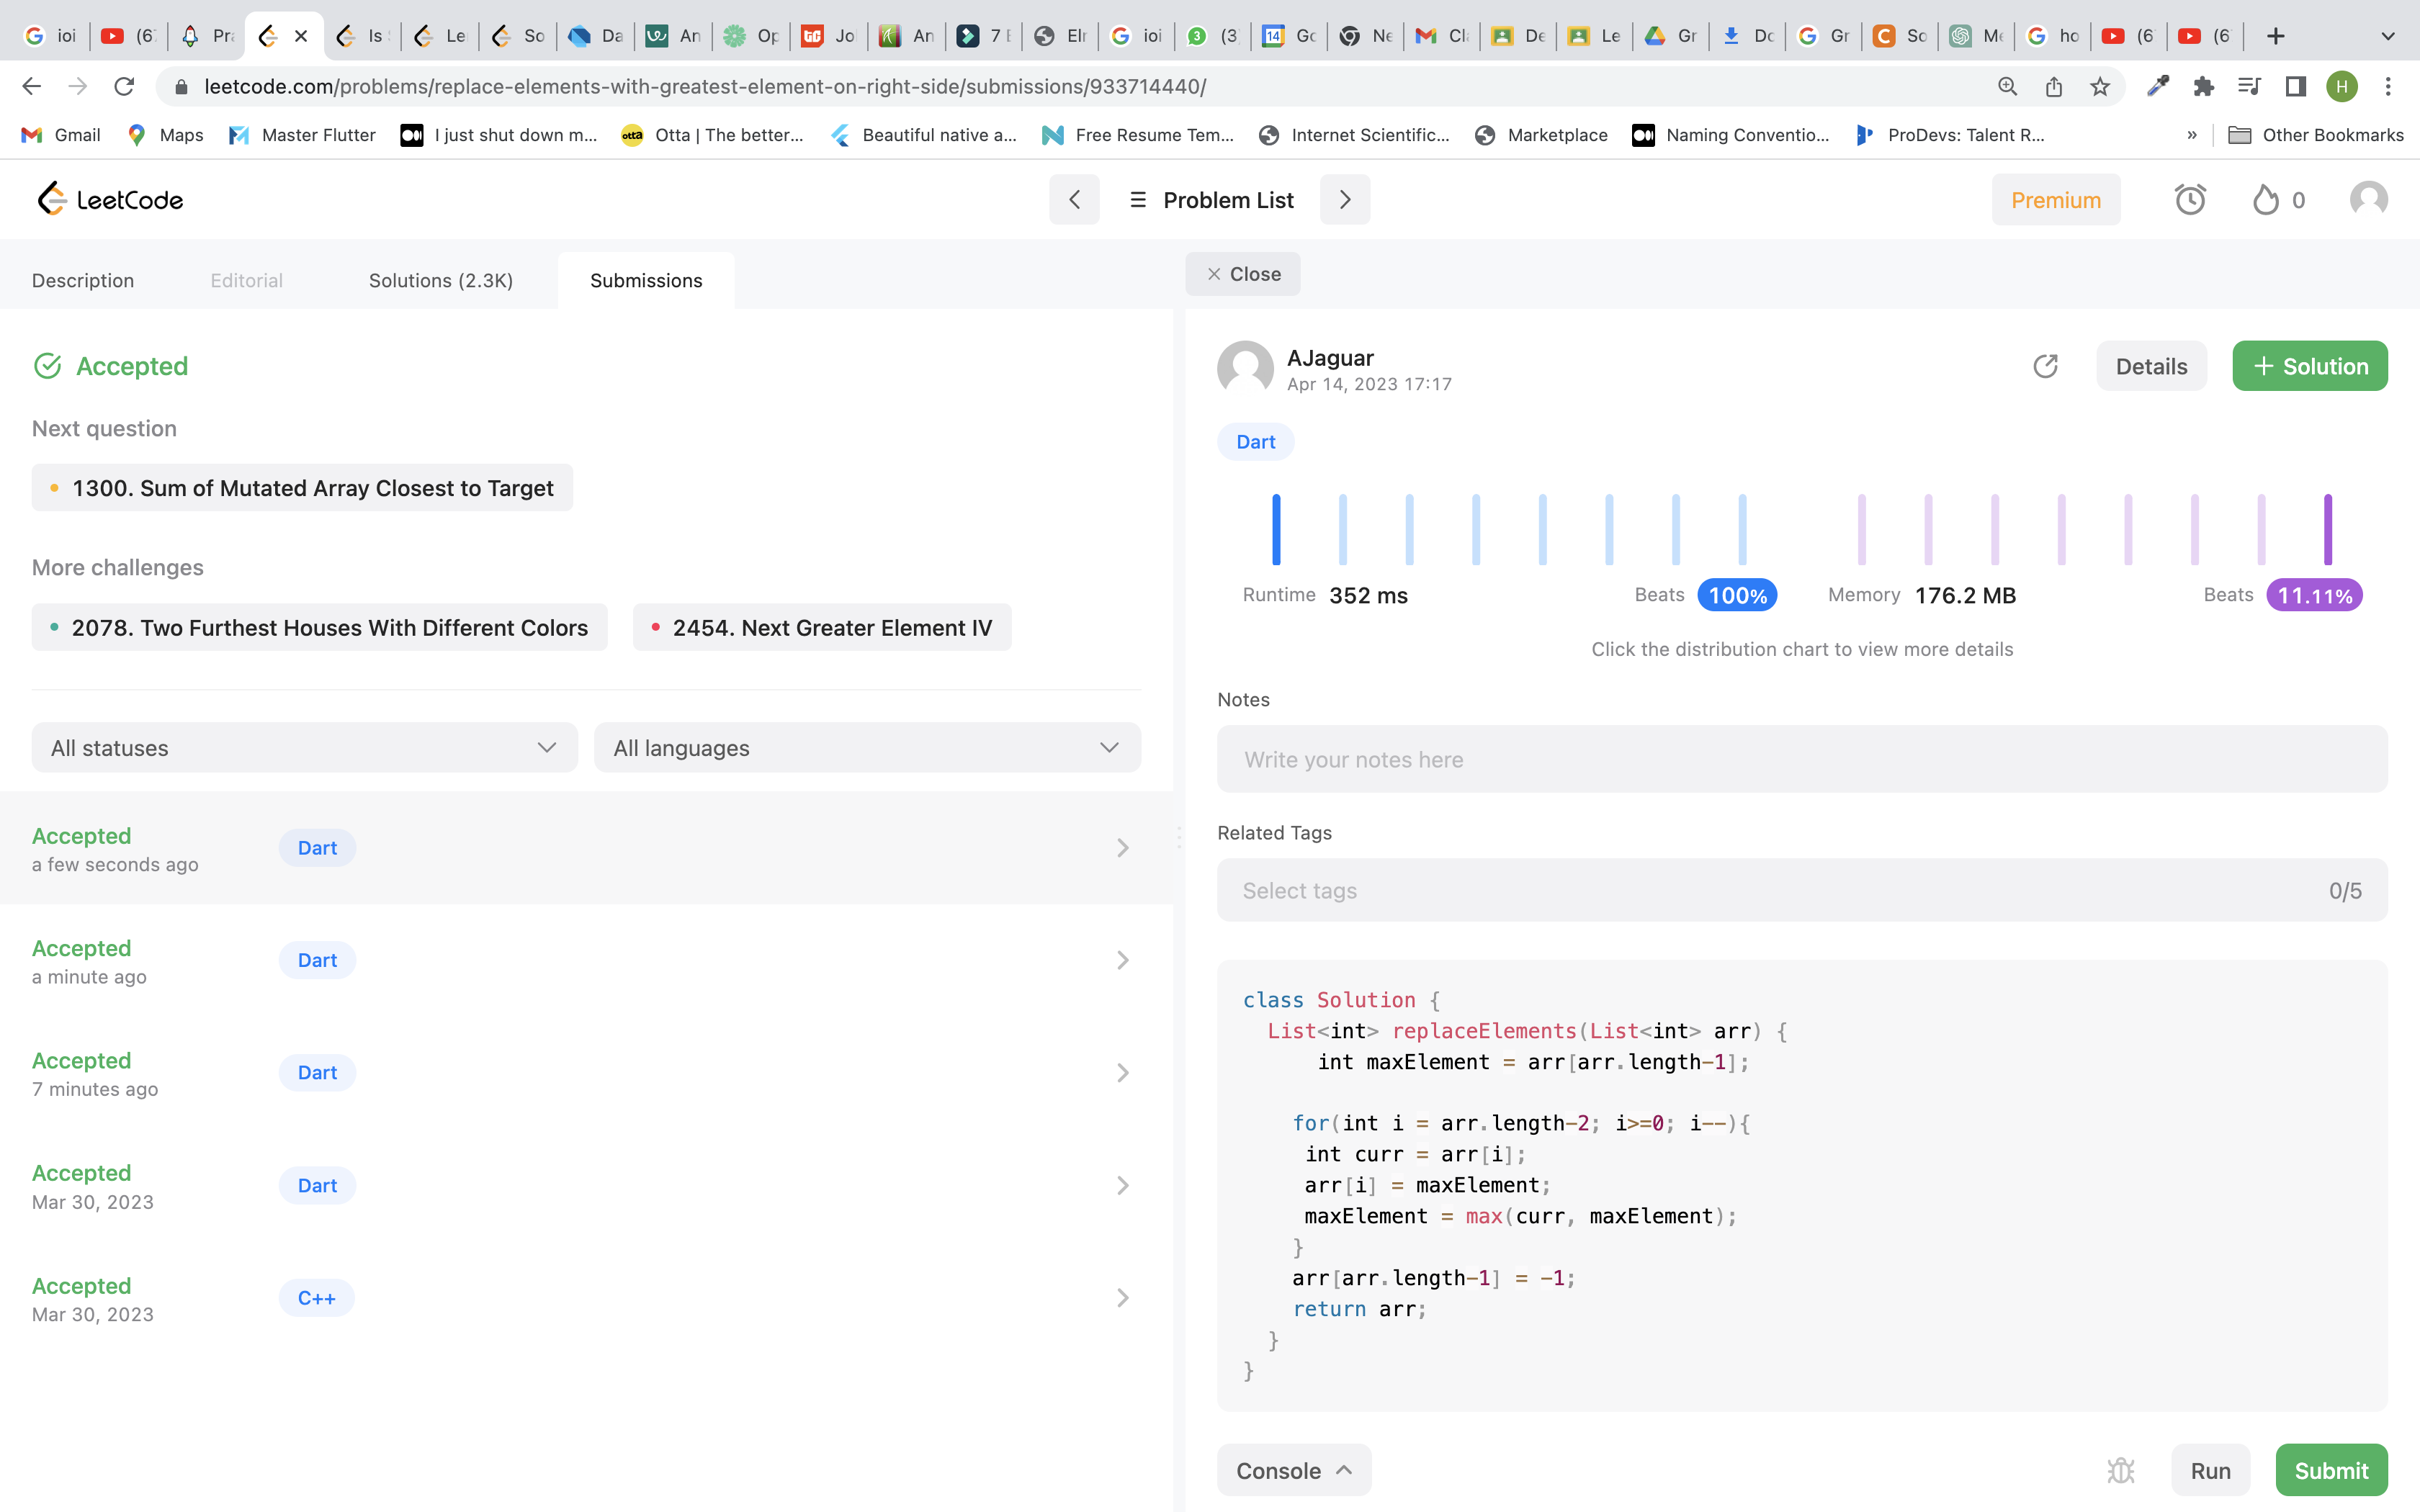 ioi (6 Pra Is Le So Da An Op Jo An 7 E Elr ioi (3 Gc Ne Cl De Le Gr Dc Gr So Me ho (6 (6
leetcode.com/problems/replace-elements-with-greatest-element-on-right-side/submissions/933714440/ H
Gmail Maps Master Flutter I just shut down m... Otta | The better... Beautiful native a... Free Resume Tem... Internet Scientific... Marketplace Naming Conventio... ProDevs: Talent R... » Other Bookmarks
LeetCode Problem List Premium 0
Description Editorial Solutions (2.3K) Submissions
Accepted
Next question
1300. Sum of Mutated Array Closest to Target
More challenges
2078. Two Furthest Houses With Different Colors 2454. Next Greater Element IV
All statuses All languages
Accepted Dart
a few seconds ago
Accepted Dart
a minute ago
Accepted Dart
7 minutes ago
Accepted Dart
Mar 30, 2023
Accepted C++
Mar 30, 2023
Close
AJaguar
Apr 14, 2023 17:17
Details + Solution
Dart
Runtime 352 ms Beats 100% Memory 176.2 MB Beats 11.11%
Click the distribution chart to view more details
Notes
Write your notes here
Related Tags
Select tags 0/5
class Solution {
List<int> replaceElements(List<int> arr) {
int maxElement = arr[arr.length-1];
for(int i = arr.length-2; i>=0; i--){
int curr = arr[i];
arr[i] = maxElement;
maxElement = max(curr, maxElement);
}
arr[arr.length-1] = -1;
return arr;
}
}
Console Run Submit